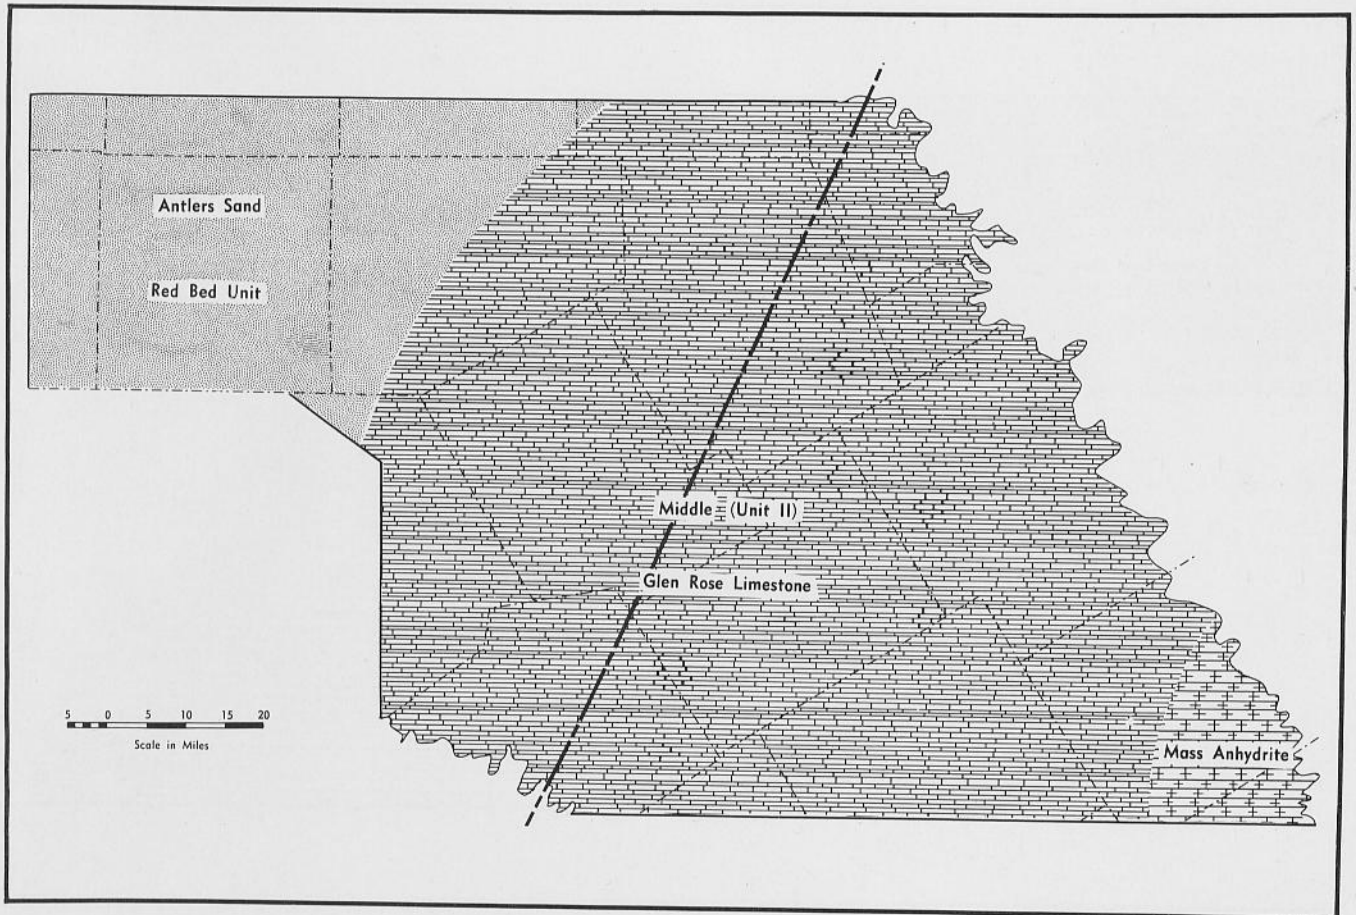 Antlers Sand
Red Bed Unit
Middle (Unit II)
Glen Rose Limestone
5 0 5 10 15 20
Scale in Miles
Mass Anhydrite